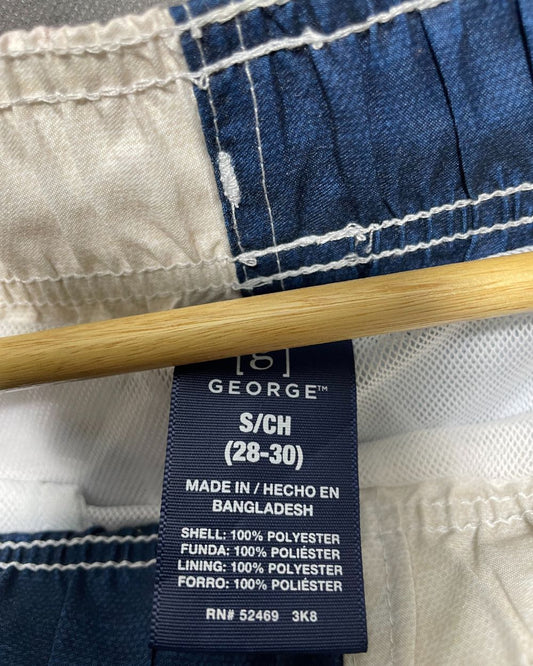 [g]
GEORGE™
S/CH
(28-30)
MADE IN / HECHO EN
BANGLADESH
SHELL: 100% POLYESTER
FUNDA: 100% POLIÉSTER
LINING: 100% POLYESTER
FORRO: 100% POLIÉSTER
RN# 52469 3K8